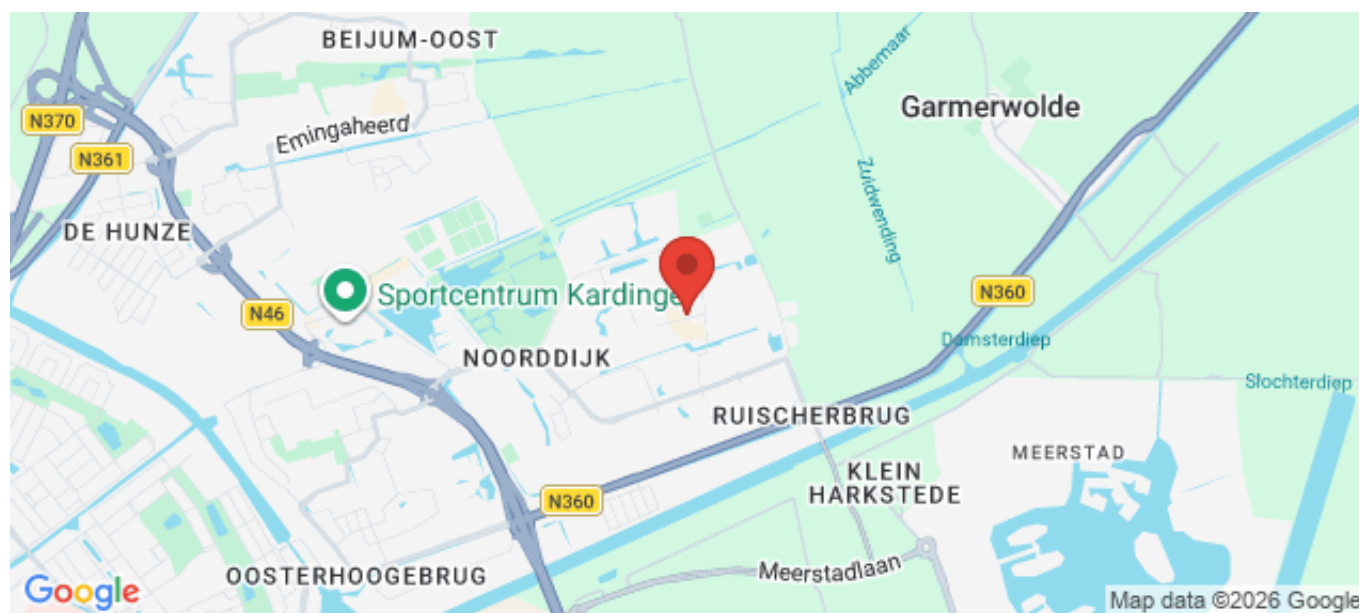 BEIJUM-OOST
Abbemaar
Garmerwolde
N370
Emingaheerd
N361
Zuidwending
DE HUNZE
Sportcentrum Kardinge
N360
N46
Damsterdiep
NOORDDIJK
Slochterdiep
RUISCHERBRUG
MEERSTAD
KLEIN
HARKSTEDE
N360
Meerstadlaan
OOSTERHOOGEBRUG
Google
Map data ©2026 Google